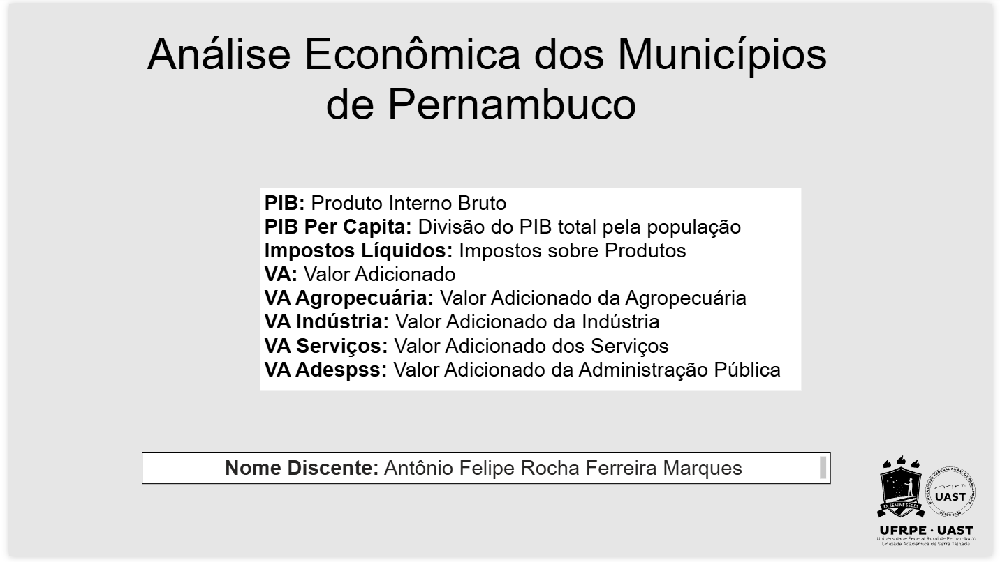 Análise Econômica dos Municípios
de Pernambuco
PIB: Produto Interno Bruto
PIB Per Capita: Divisão do PIB total pela população
Impostos Líquidos: Impostos sobre Produtos
VA: Valor Adicionado
VA Agropecuária: Valor Adicionado da Agropecuária
VA Indústria: Valor Adicionado da Indústria
VA Serviços: Valor Adicionado dos Serviços
VA Adespss: Valor Adicionado da Administração Pública
Nome Discente: Antônio Felipe Rocha Ferreira Marques
EX SEMINE SEGES
UNIVERSIDADE FEDERAL RURAL DE PERNAMBUCO
UAST
DESDE 2006
UFRPE · UAST
Universidade Federal Rural de Pernambuco
Unidade Acadêmica de Serra Talhada